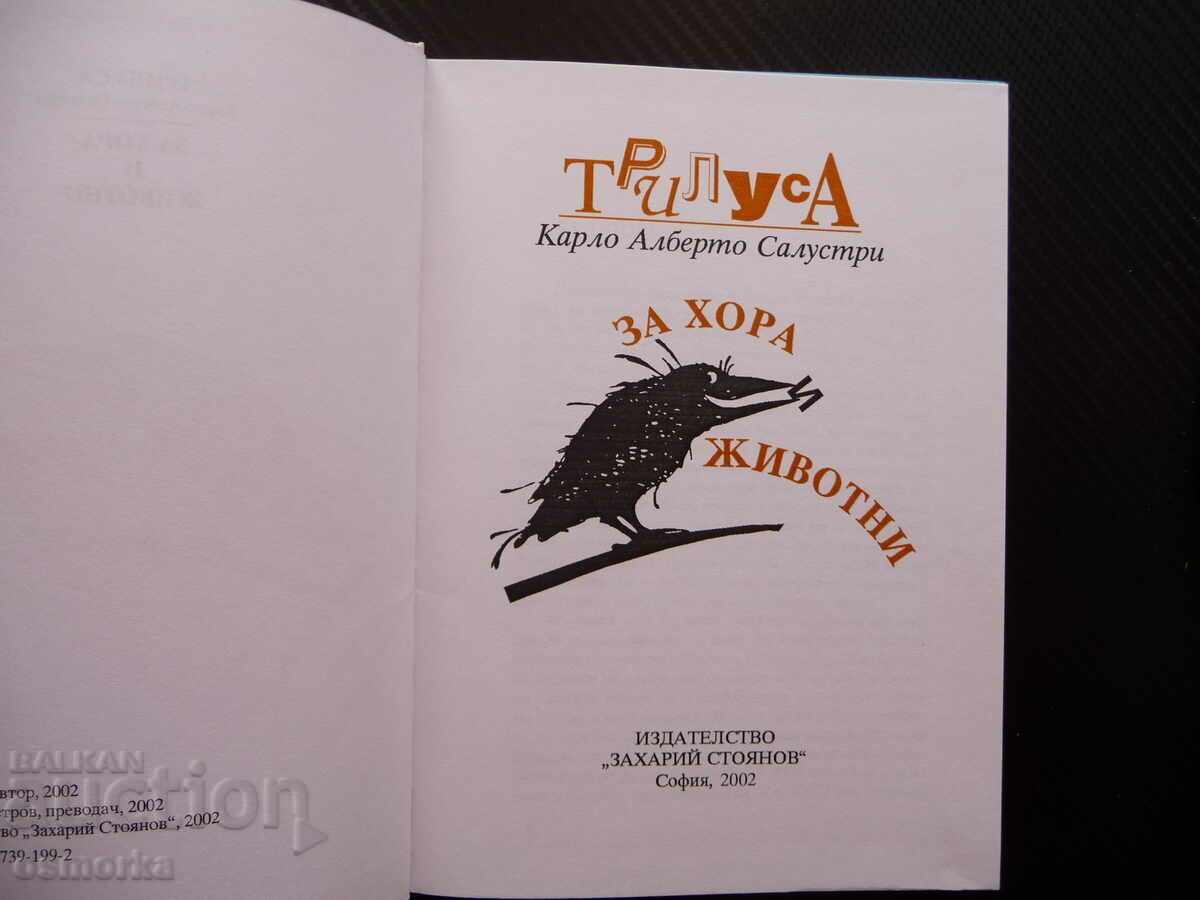 ТРИЛУСА
Карло Алберто Салустри
ЗА ХОРА
И
ЖИВОТНИ
ИЗДАТЕЛСТВО
„ЗАХАРИЙ СТОЯНОВ“
София, 2002
втор, 2002
тров, преводач, 2002
во „Захарий Стоянов“, 2002
739-199-2
BALKAN
auction
osmorka